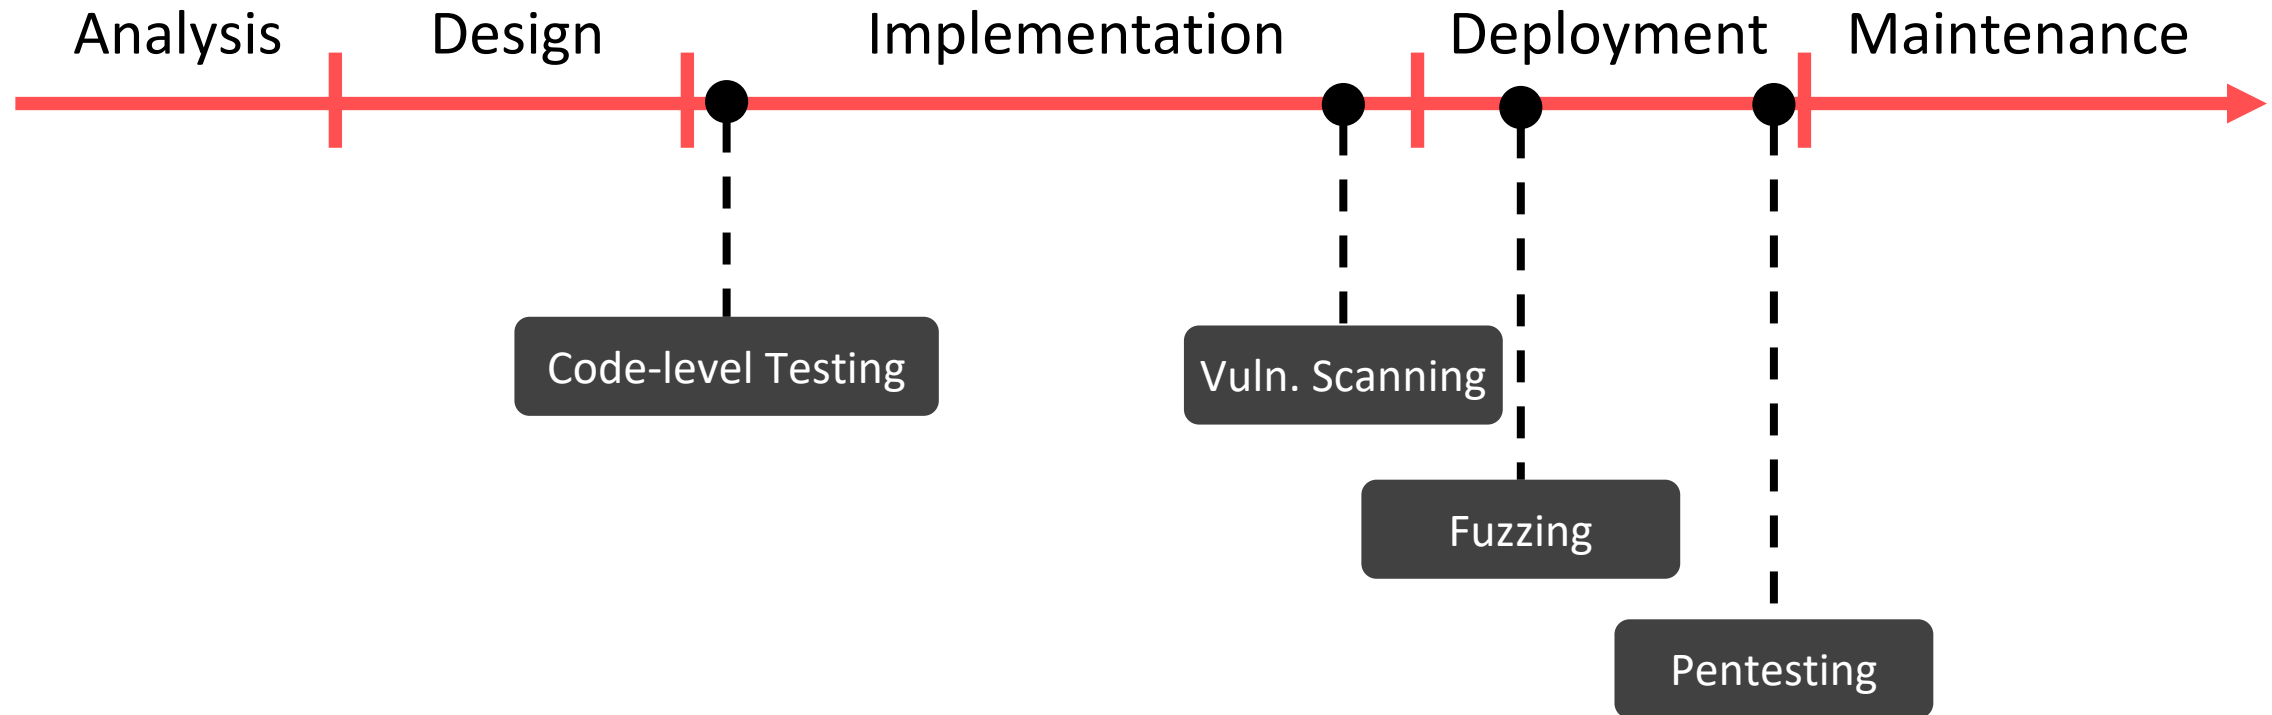 Analysis
Design
Implementation
Deployment
Maintenance
Code-level Testing
Vuln. Scanning
Fuzzing
Pentesting